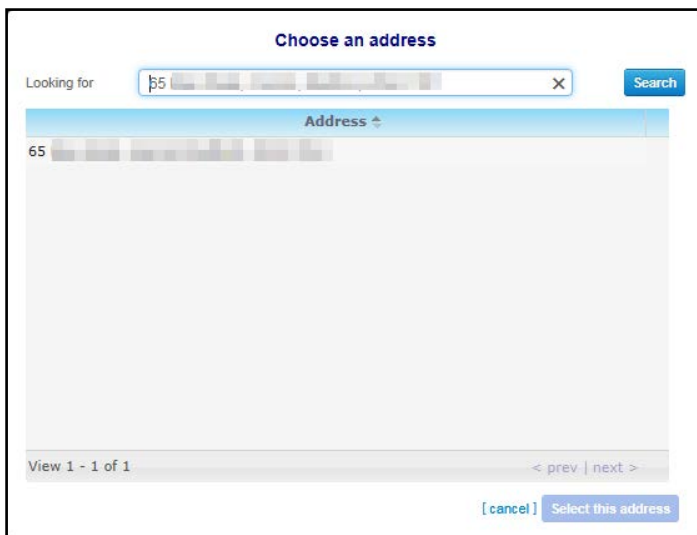 Choose an address
Looking for 65 Search
Address
65
View 1 - 1 of 1 < prev | next >
[ cancel ] Select this address